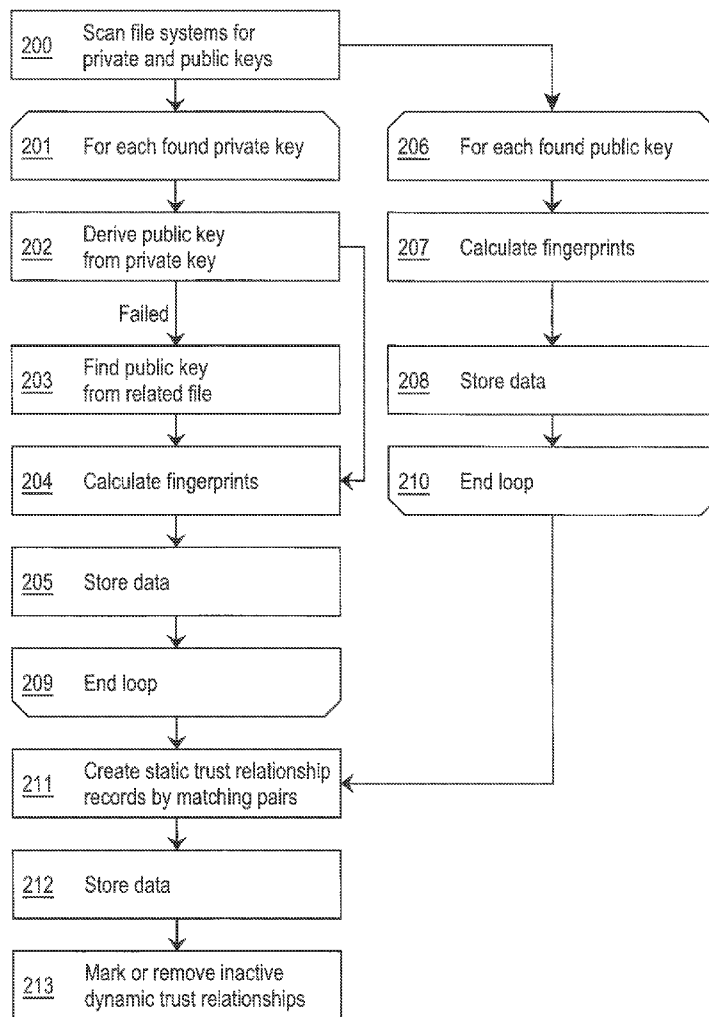 200 Scan file systems for
private and public keys
201 For each found private key
202 Derive public key
from private key
Failed
203 Find public key
from related file
204 Calculate fingerprints
205 Store data
209 End loop
206 For each found public key
207 Calculate fingerprints
208 Store data
210 End loop
211 Create static trust relationship
records by matching pairs
212 Store data
213 Mark or remove inactive
dynamic trust relationships